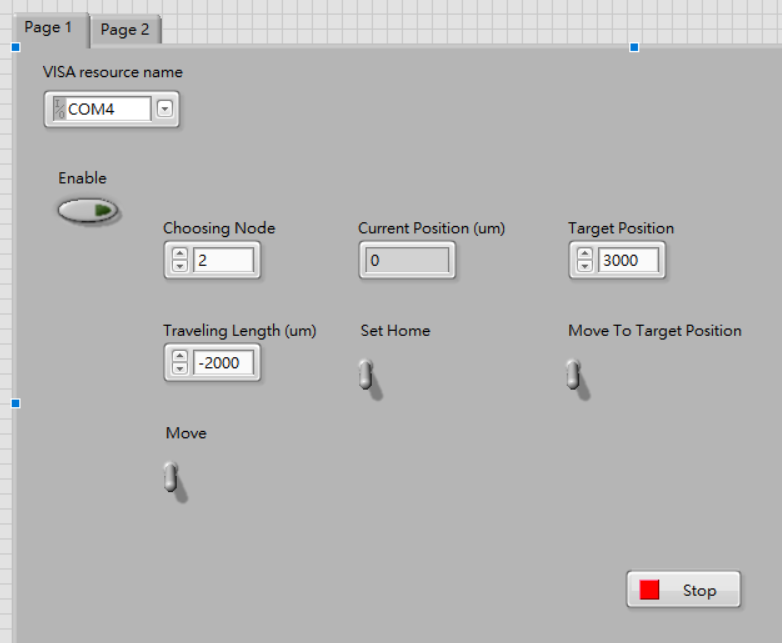 Page 1
Page 2
VISA resource name
I/O
COM4
Enable
Choosing Node
Current Position (um)
Target Position
2
0
3000
Traveling Length (um)
Set Home
Move To Target Position
-2000
Move
Stop